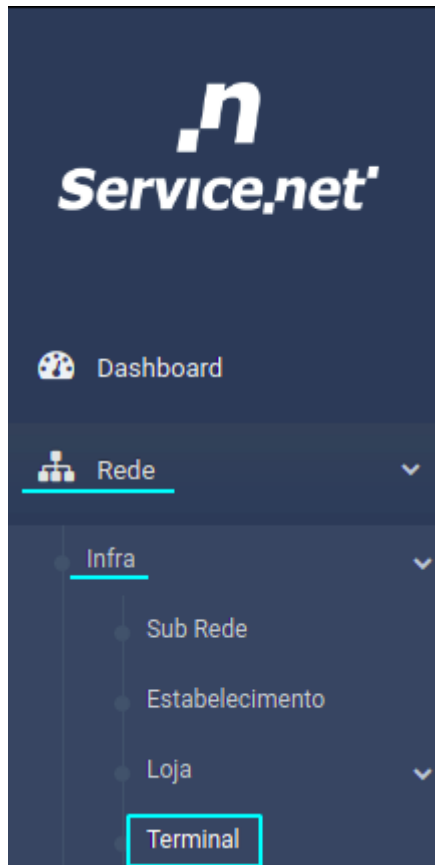 .n
Service.net
Dashboard
Rede
Infra
Sub Rede
Estabelecimento
Loja
Terminal